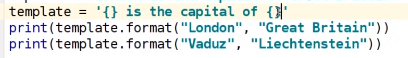 template = '{} is the capital of {}'
print(template.format("London", "Great Britain"))
print(template.format("Vaduz", "Liechtenstein"))